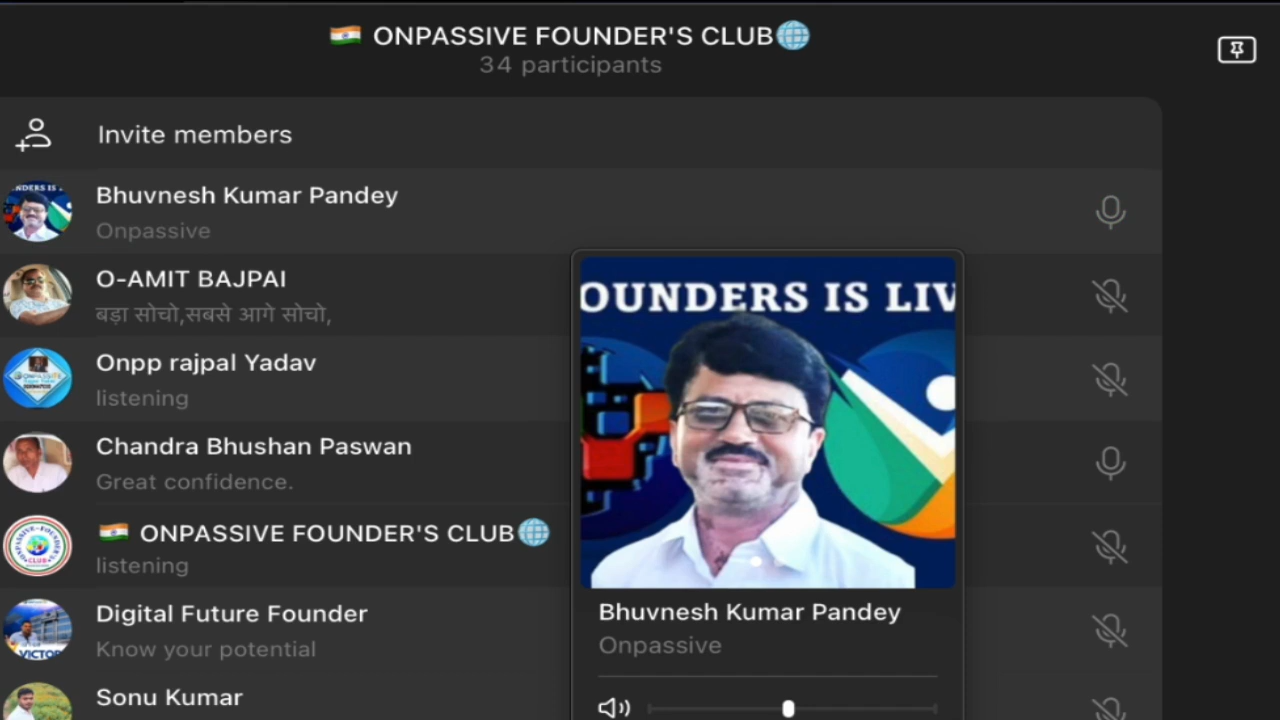 🇮🇳 ONPASSIVE FOUNDER'S CLUB🌐
34 participants
Invite members
Bhuvnesh Kumar Pandey
Onpassive
O-AMIT BAJPAI
बड़ा सोचो,सबसे आगे सोचो,
Onpp rajpal Yadav
listening
Chandra Bhushan Paswan
Great confidence.
🇮🇳 ONPASSIVE FOUNDER'S CLUB🌐
listening
Digital Future Founder
Know your potential
Sonu Kumar
OUNDERS IS LIV
Bhuvnesh Kumar Pandey
Onpassive